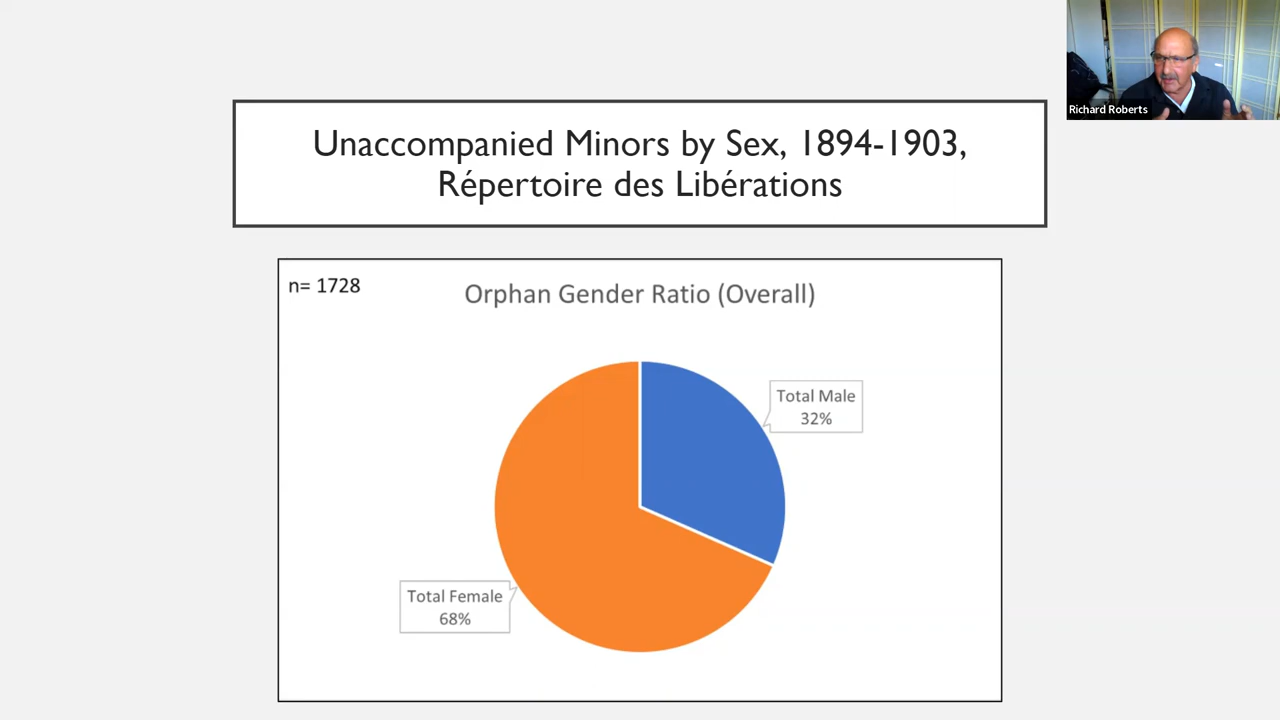 Richard Roberts
Unaccompanied Minors by Sex, 1894-1903,
Répertoire des Libérations
n= 1728
Orphan Gender Ratio (Overall)
Total Male
32%
Total Female
68%